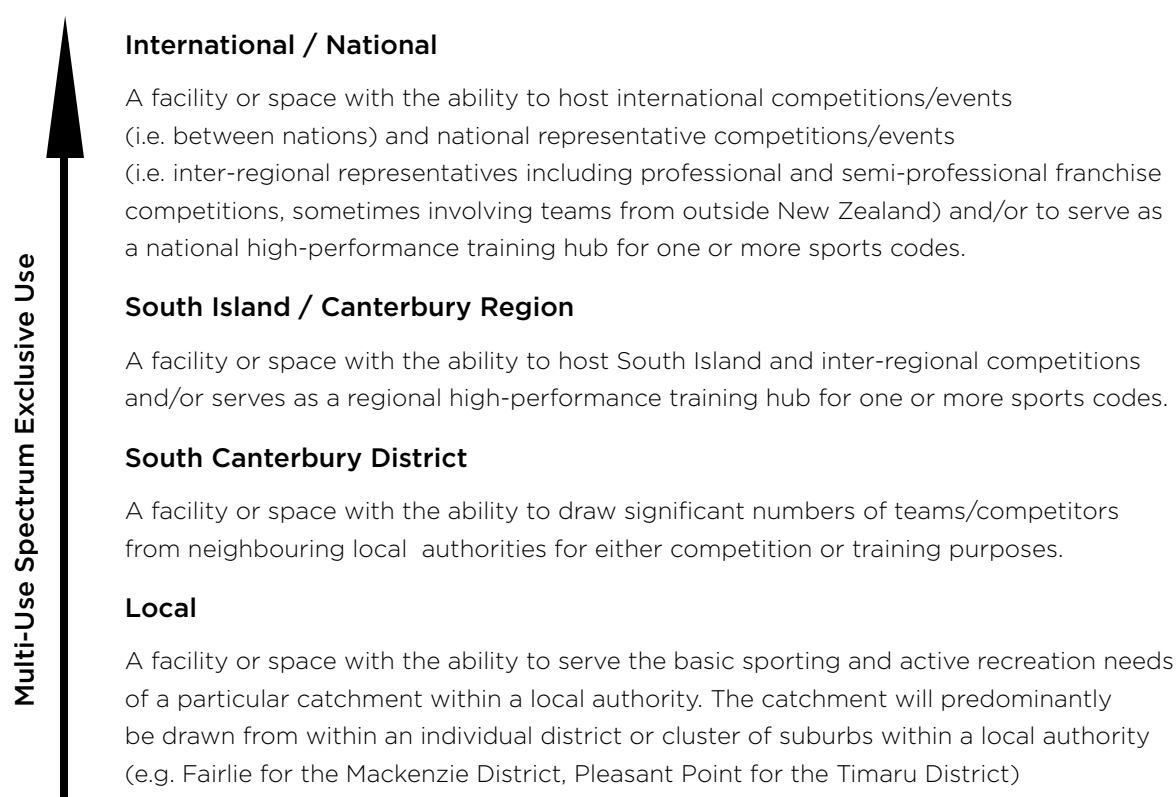 Multi-Use Spectrum Exclusive Use
International / National
A facility or space with the ability to host international competitions/events
(i.e. between nations) and national representative competitions/events
(i.e. inter-regional representatives including professional and semi-professional franchise
competitions, sometimes involving teams from outside New Zealand) and/or to serve as
a national high-performance training hub for one or more sports codes.
South Island / Canterbury Region
A facility or space with the ability to host South Island and inter-regional competitions
and/or serves as a regional high-performance training hub for one or more sports codes.
South Canterbury District
A facility or space with the ability to draw significant numbers of teams/competitors
from neighbouring local  authorities for either competition or training purposes.
Local
A facility or space with the ability to serve the basic sporting and active recreation needs
of a particular catchment within a local authority. The catchment will predominantly
be drawn from within an individual district or cluster of suburbs within a local authority
(e.g. Fairlie for the Mackenzie District, Pleasant Point for the Timaru District)